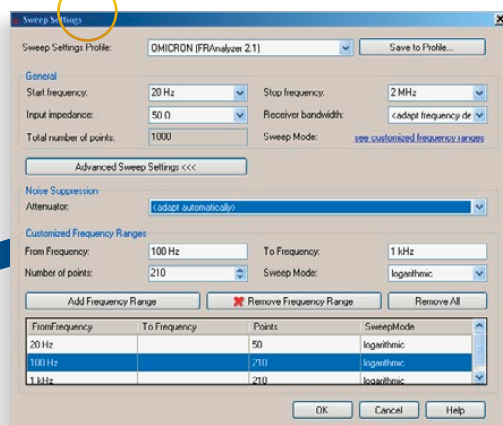 Sweep Settings
Sweep Settings Profile: OMICRON (FRAnalyzer 2.1) Save to Profile...
General
Start frequency: 20 Hz Stop frequency: 2 MHz
Input impedance: 50 Ω Receiver bandwidth: <adapt frequency de
Total number of points: 1000 Sweep Mode: see customized frequency ranges
Advanced Sweep Settings <<<
Noise Suppression
Attenuator: <adapt automatically>
Customized Frequency Ranges
From Frequency: 100 Hz To Frequency: 1 kHz
Number of points: 210 Sweep Mode: logarithmic
Add Frequency Range Remove Frequency Range Remove All
FromFrequency To Frequency Points SweepMode
20 Hz 50 logarithmic
100 Hz 210 logarithmic
1 kHz 210 logarithmic
OK Cancel Help